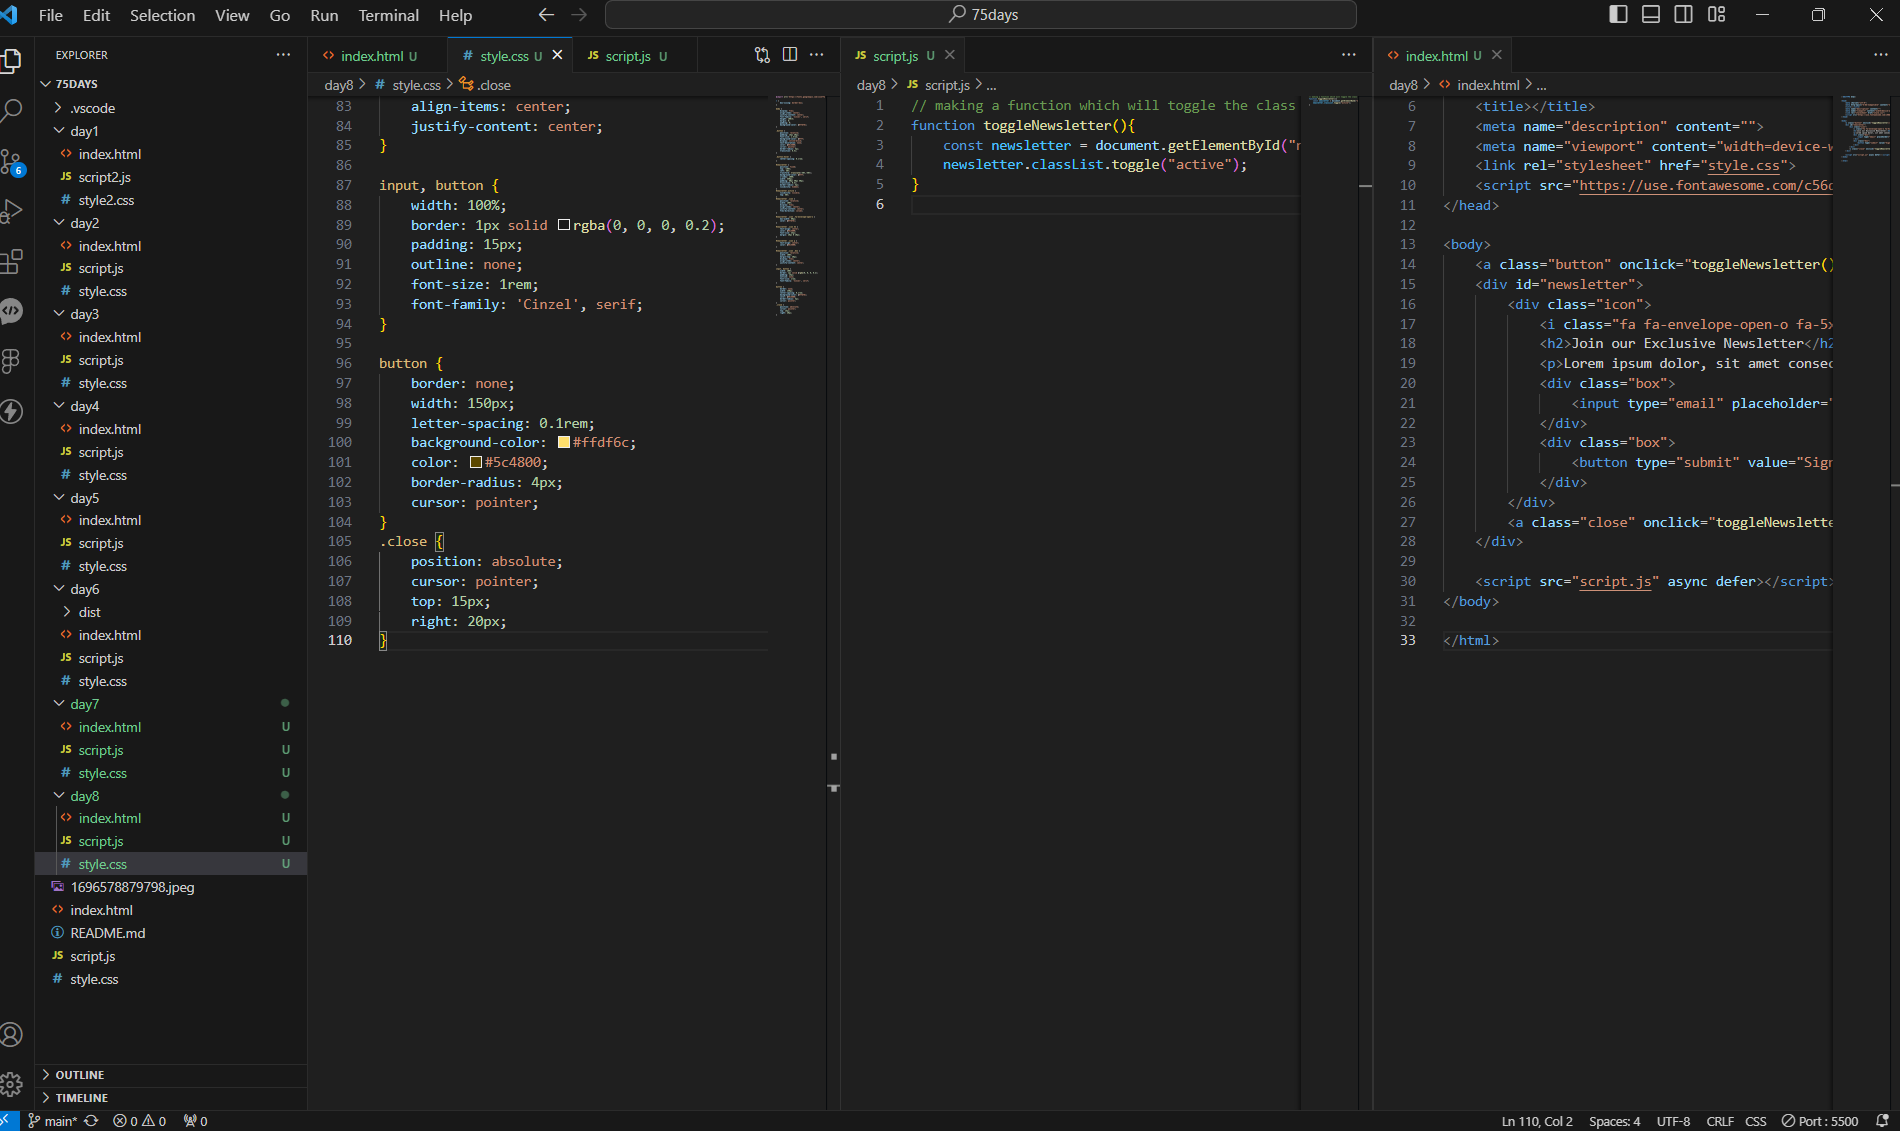 File Edit Selection View Go Run Terminal Help
75days
EXPLORER
75DAYS
.vscode
day1
index.html
script2.js
style2.css
day2
index.html
script.js
style.css
day3
index.html
script.js
style.css
day4
index.html
script.js
style.css
day5
index.html
script.js
style.css
day6
dist
index.html
script.js
style.css
day7
index.html U
script.js U
style.css U
day8
index.html U
script.js U
style.css U
1696578879798.jpeg
index.html
README.md
script.js
style.css
OUTLINE
TIMELINE
index.html U
style.css U
script.js U
day8 > style.css > .close
83 align-items: center;
84 justify-content: center;
85 }
86
87 input, button {
88 width: 100%;
89 border: 1px solid rgba(0, 0, 0, 0.2);
90 padding: 15px;
91 outline: none;
92 font-size: 1rem;
93 font-family: 'Cinzel', serif;
94 }
95
96 button {
97 border: none;
98 width: 150px;
99 letter-spacing: 0.1rem;
100 background-color: #ffdf6c;
101 color: #5c4800;
102 border-radius: 4px;
103 cursor: pointer;
104 }
105 .close {
106 position: absolute;
107 cursor: pointer;
108 top: 15px;
109 right: 20px;
110 }
script.js U
day8 > script.js > ...
1 // making a function which will toggle the class
2 function toggleNewsletter(){
3 const newsletter = document.getElementById("n
4 newsletter.classList.toggle("active");
5 }
6
index.html U
day8 > index.html > ...
6 <title></title>
7 <meta name="description" content="">
8 <meta name="viewport" content="width=device-w
9 <link rel="stylesheet" href="style.css">
10 <script src="https://use.fontawesome.com/c56c
11 </head>
12
13 <body>
14 <a class="button" onclick="toggleNewsletter()
15 <div id="newsletter">
16 <div class="icon">
17 <i class="fa fa-envelope-open-o fa-5x
18 <h2>Join our Exclusive Newsletter</h2
19 <p>Lorem ipsum dolor, sit amet consec
20 <div class="box">
21 <input type="email" placeholder="
22 </div>
23 <div class="box">
24 <button type="submit" value="Sign
25 </div>
26 </div>
27 <a class="close" onclick="toggleNewslette
28 </div>
29
30 <script src="script.js" async defer></script>
31 </body>
32
33 </html>
6
main* 0 0 0
Ln 110, Col 2 Spaces: 4 UTF-8 CRLF CSS Port : 5500